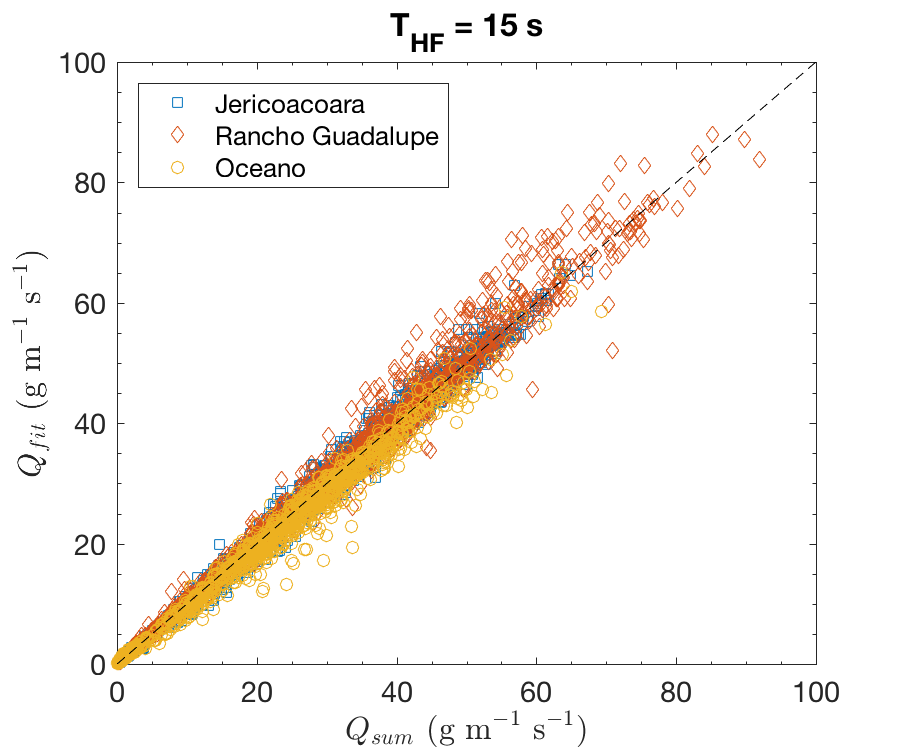 T_HF = 15 s
100
80
60
40
20
0
Jericoacoara
Rancho Guadalupe
Oceano
Q_fit (g m⁻¹ s⁻¹)
0 20 40 60 80 100
Q_sum (g m⁻¹ s⁻¹)